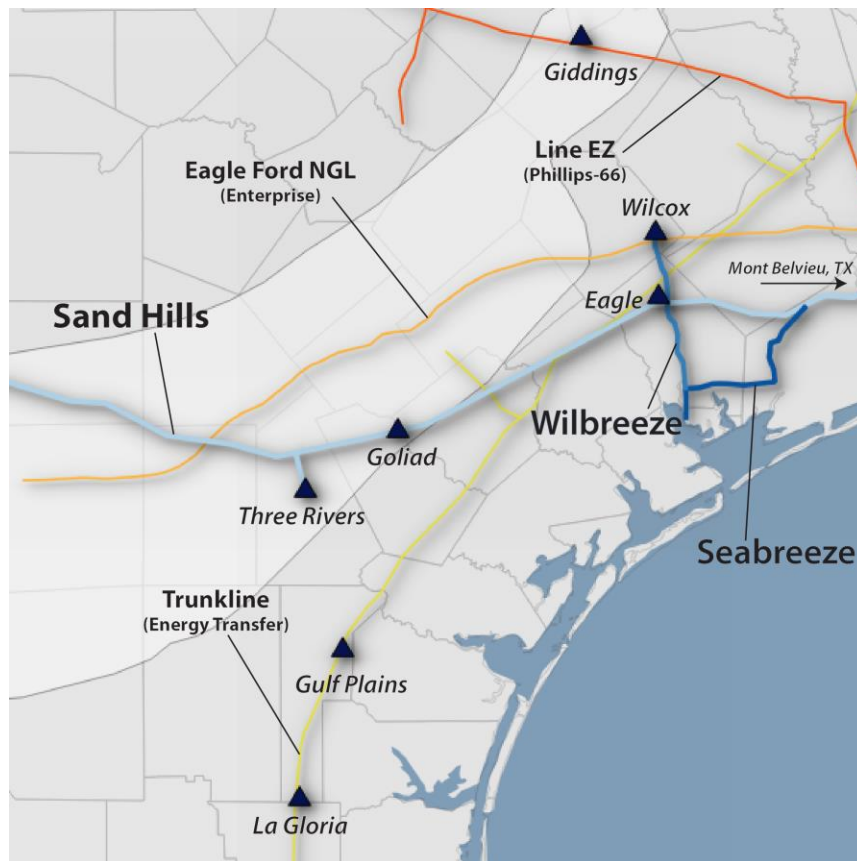 Giddings
Eagle Ford NGL
(Enterprise)
Line EZ
(Phillips-66)
Wilcox
Mont Belvieu, TX
Eagle
Sand Hills
Wilbreeze
Goliad
Three Rivers
Seabreeze
Trunkline
(Energy Transfer)
Gulf Plains
La Gloria